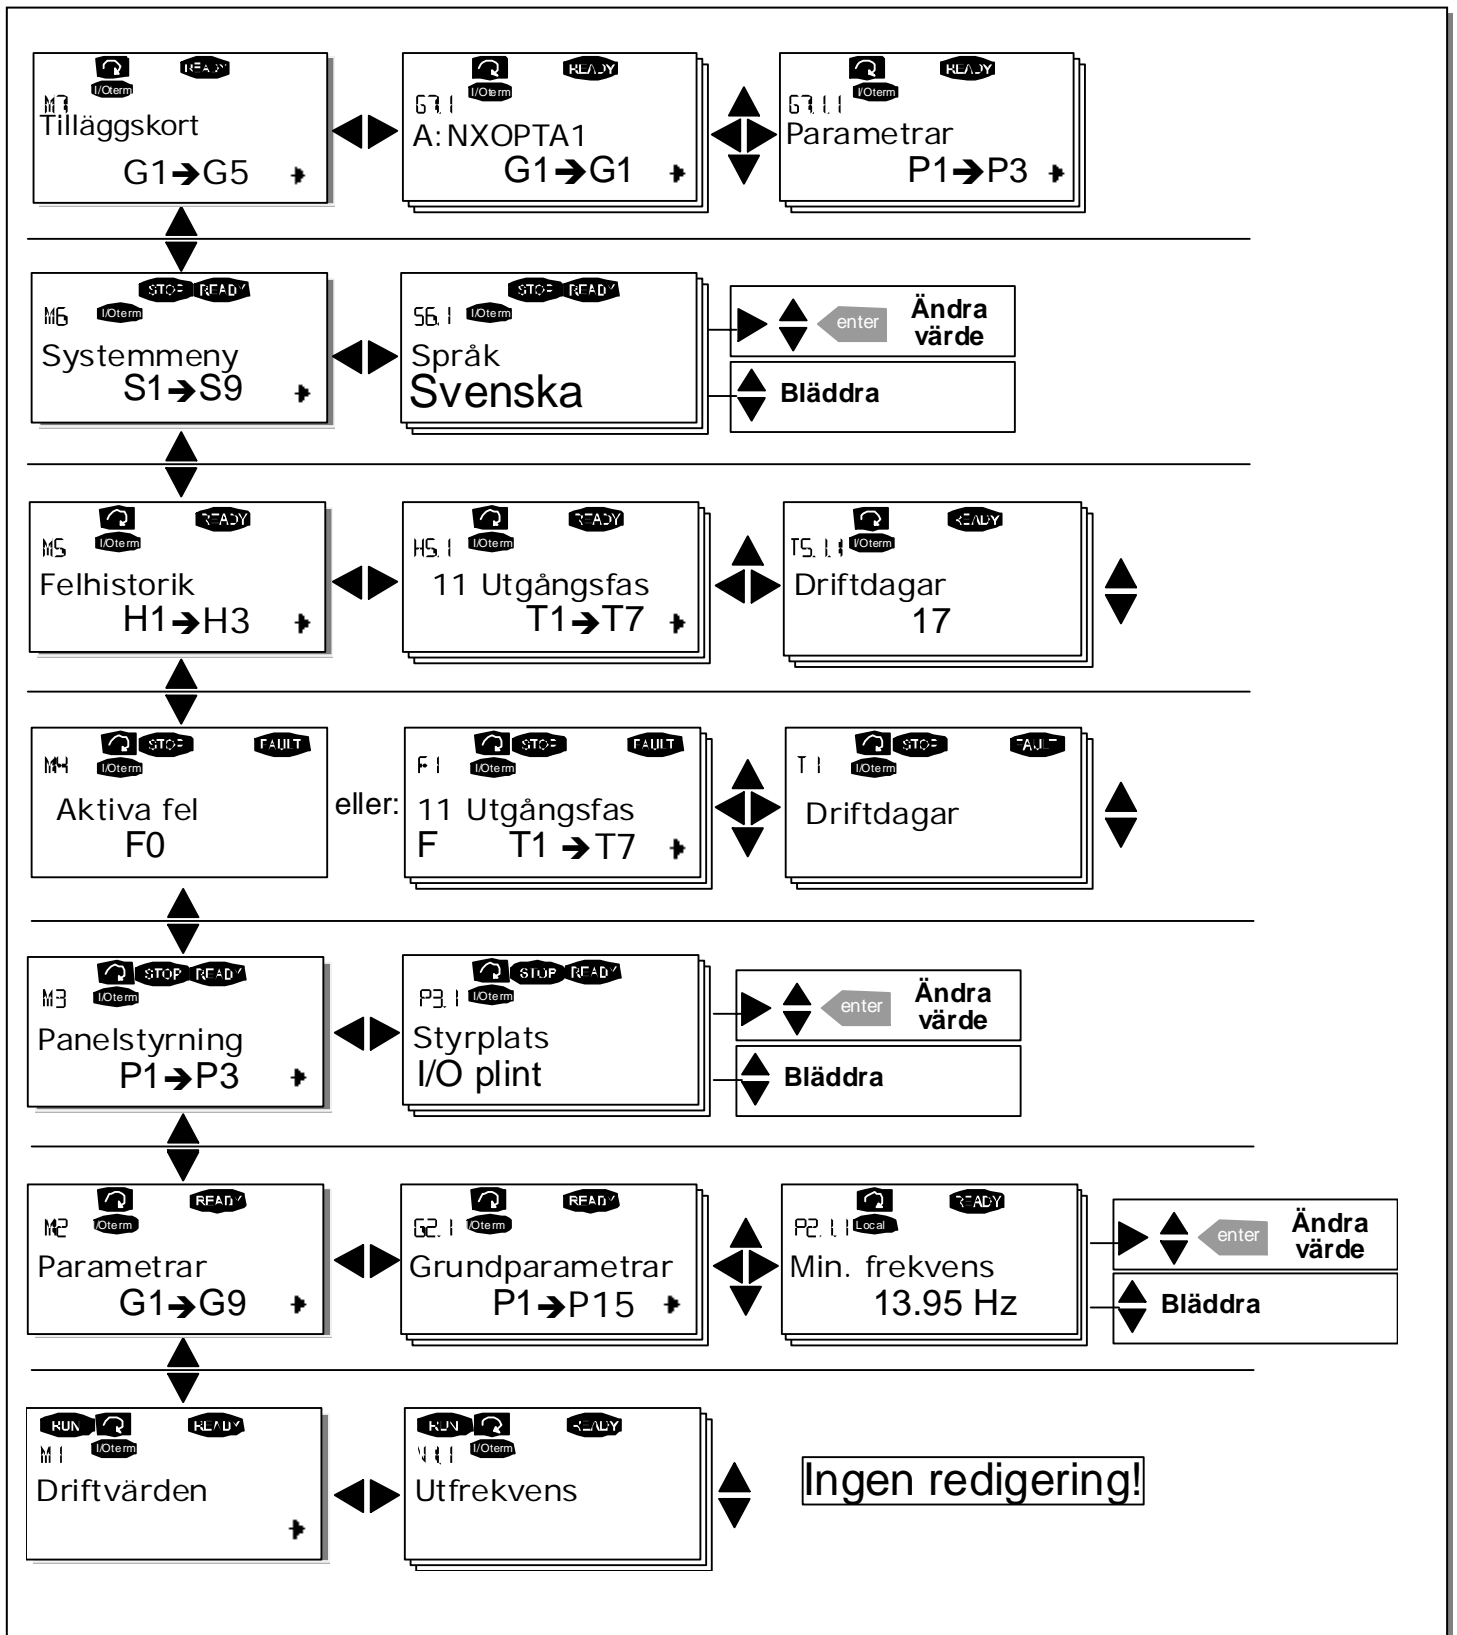 READY READY READY
I/Oterm I/Oterm I/Oterm
M7 G7.1 G7.1.1
Tilläggskort A: NXOPTA1 Parametrar
G1➔G5 G1➔G1 P1➔P3
STOP READY STOP READY
M6 I/Oterm S6.1 I/Oterm
Systemmeny Språk
S1➔S9 Svenska
enter Ändra värde
Bläddra
READY READY READY
M5 I/Oterm H5.1 I/Oterm T5.1.1 I/Oterm
Felhistorik 11 Utgångsfas Driftdagar
H1➔H3 T1➔T7 17
STOP FAULT STOP FAULT STOP FAULT
M4 I/Oterm F1 I/Oterm T1 I/Oterm
Aktiva fel eller: 11 Utgångsfas Driftdagar
F0 F T1➔T7
STOP READY STOP READY
M3 I/Oterm P3.1 I/Oterm
Panelstyrning Styrplats
P1➔P3 I/O plint
enter Ändra värde
Bläddra
READY READY READY
M2 I/Oterm G2.1 I/Oterm P2.1.1 Local
Parametrar Grundparametrar Min. frekvens
G1➔G9 P1➔P15 13.95 Hz
enter Ändra värde
Bläddra
RUN READY RUN READY
M1 I/Oterm V1.1 I/Oterm
Driftvärden Utfrekvens
Ingen redigering!